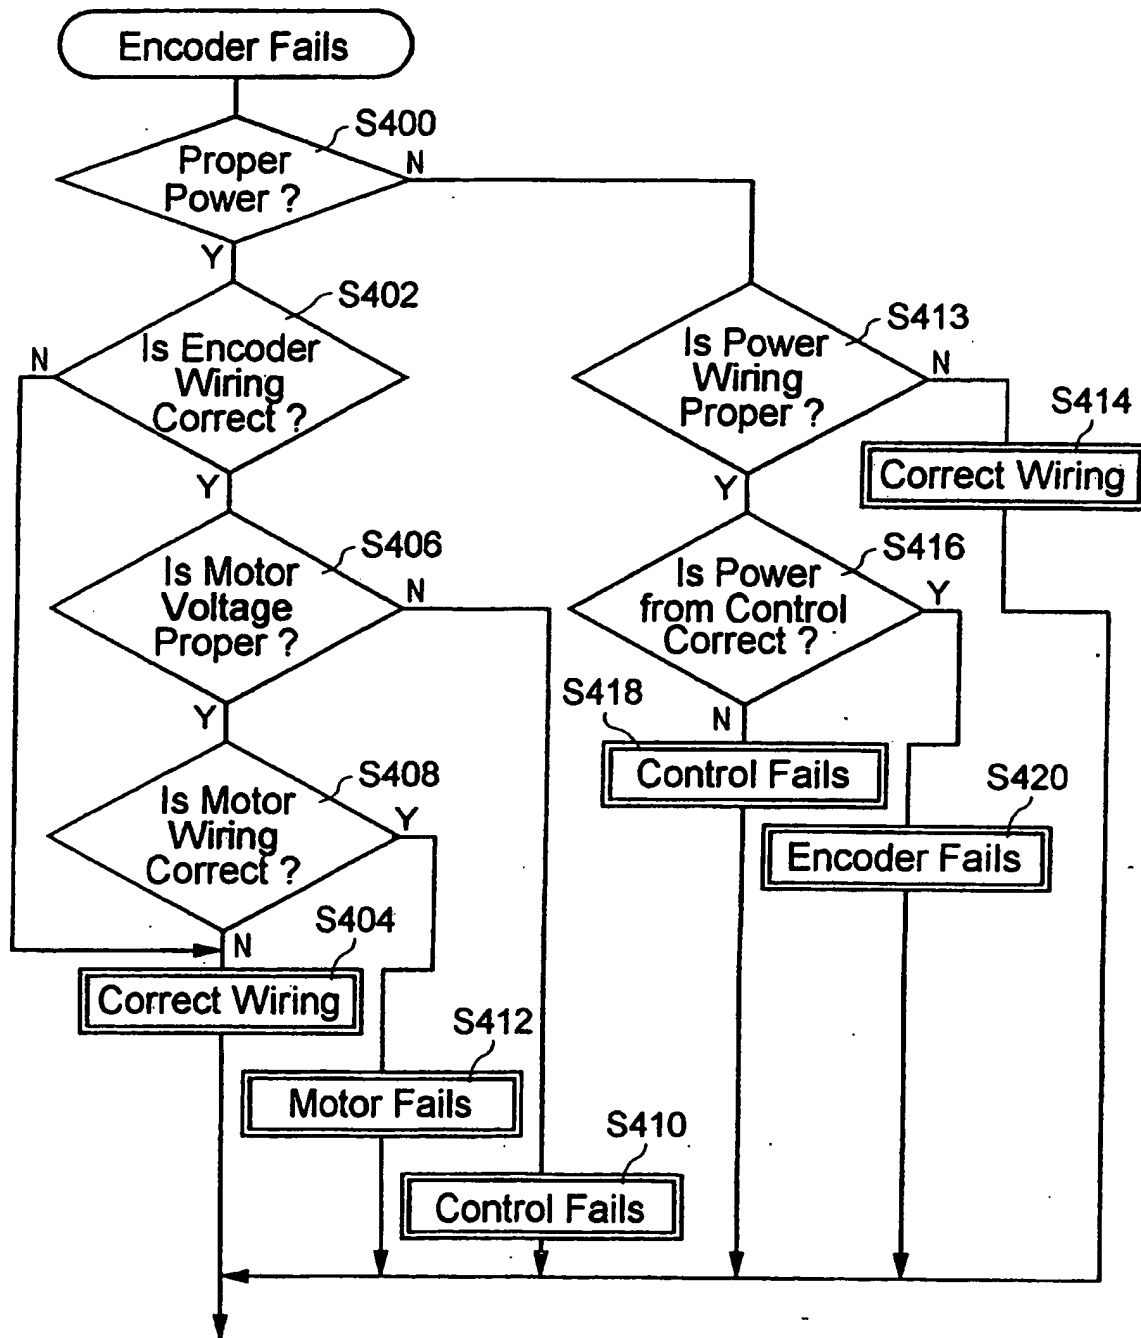 Encoder Fails
S400
Proper
Power ?
N
Y
S402
Is Encoder
Wiring
Correct ?
N
Y
S413
Is Power
Wiring
Proper ?
N
Y
S414
Correct Wiring
S406
Is Motor
Voltage
Proper ?
N
Y
S416
Is Power
from Control
Correct ?
Y
N
S418
Control Fails
S408
Is Motor
Wiring
Correct ?
Y
N
S420
Encoder Fails
S404
Correct Wiring
S412
Motor Fails
S410
Control Fails